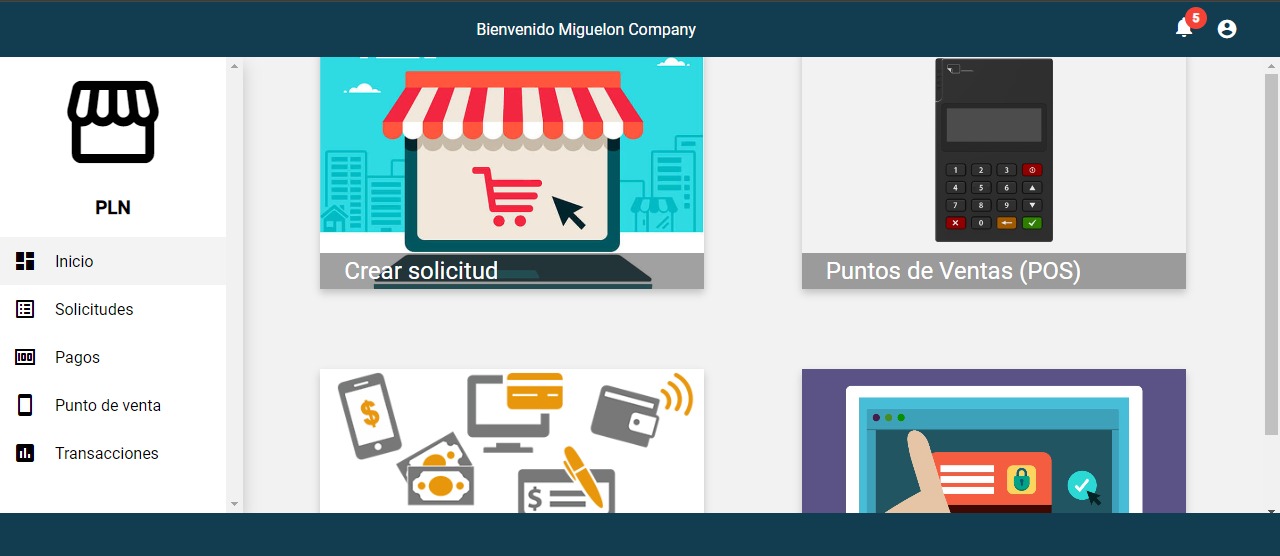 Bienvenido Miguelon Company
5
PLN
Inicio
Solicitudes
Pagos
Punto de venta
Transacciones
Crear solicitud
1 2 3
4 5 6
7 8 9
0
Puntos de Ventas (POS)
$
$
100